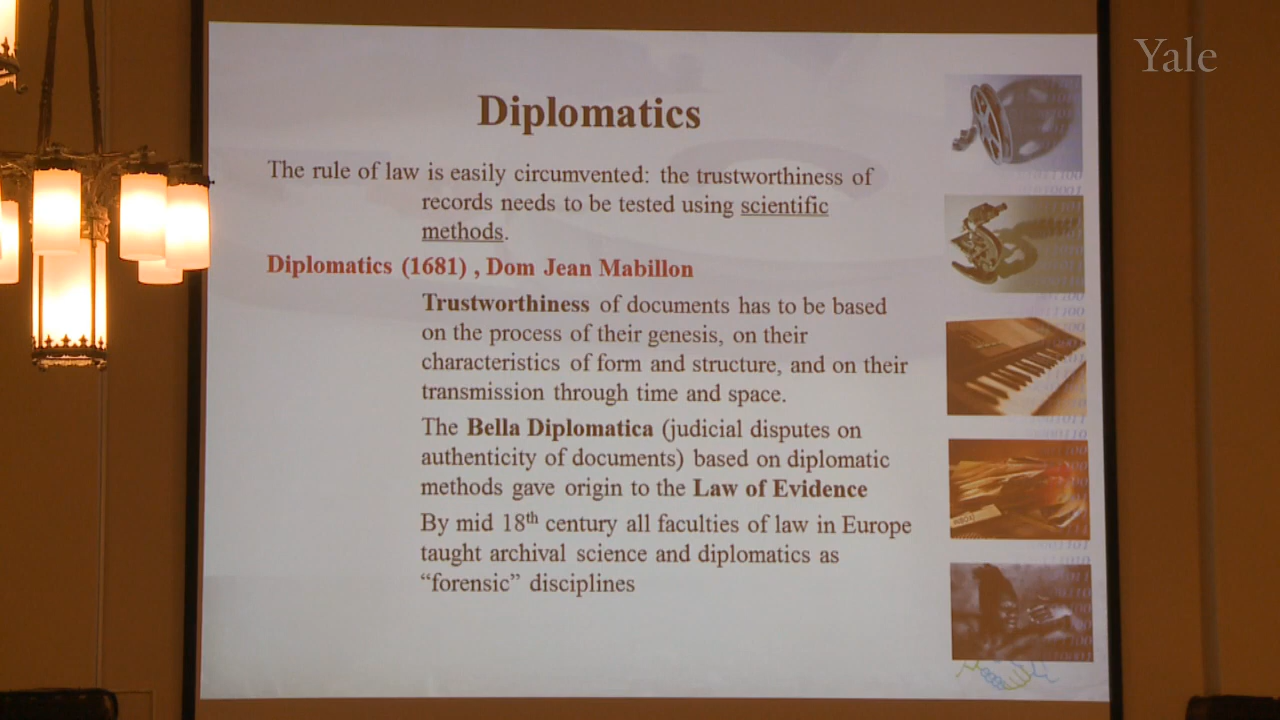 Yale
Diplomatics
The rule of law is easily circumvented: the trustworthiness of
records needs to be tested using scientific
methods.
Diplomatics (1681) , Dom Jean Mabillon
Trustworthiness of documents has to be based
on the process of their genesis, on their
characteristics of form and structure, and on their
transmission through time and space.
The Bella Diplomatica (judicial disputes on
authenticity of documents) based on diplomatic
methods gave origin to the Law of Evidence
By mid 18th century all faculties of law in Europe
taught archival science and diplomatics as
“forensic” disciplines